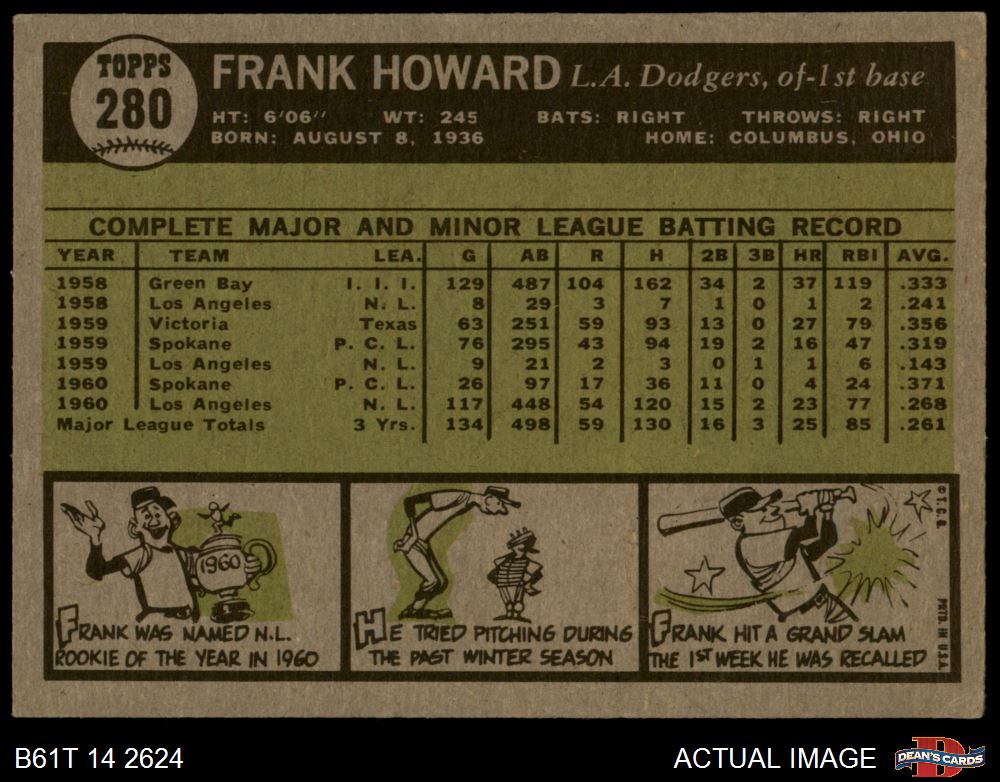 TOPPS
280
FRANK HOWARD L.A. Dodgers, of-1st base
HT: 6'06" WT: 245 BATS: RIGHT THROWS: RIGHT
BORN: AUGUST 8, 1936 HOME: COLUMBUS, OHIO
COMPLETE MAJOR AND MINOR LEAGUE BATTING RECORD
YEAR TEAM LEA. G AB R H 2B 3B HR RBI AVG.
1958 Green Bay I. I. I. 129 487 104 162 34 2 37 119 .333
1958 Los Angeles N. L. 8 29 3 7 1 0 1 2 .241
1959 Victoria Texas 63 251 59 93 13 0 27 79 .356
1959 Spokane P. C. L. 76 295 43 94 19 2 16 47 .319
1959 Los Angeles N. L. 9 21 2 3 0 1 1 6 .143
1960 Spokane P. C. L. 26 97 17 36 11 0 4 24 .371
1960 Los Angeles N. L. 117 448 54 120 15 2 23 77 .268
Major League Totals 3 Yrs. 134 498 59 130 16 3 25 85 .261
1960
FRANK WAS NAMED N.L.
ROOKIE OF THE YEAR IN 1960
HE TRIED PITCHING DURING
THE PAST WINTER SEASON
FRANK HIT A GRAND SLAM
THE 1ST WEEK HE WAS RECALLED
© T.C.G.
PRTD. IN U.S.A.
B61T 14 2624
ACTUAL IMAGE
D
DEAN'S CARDS